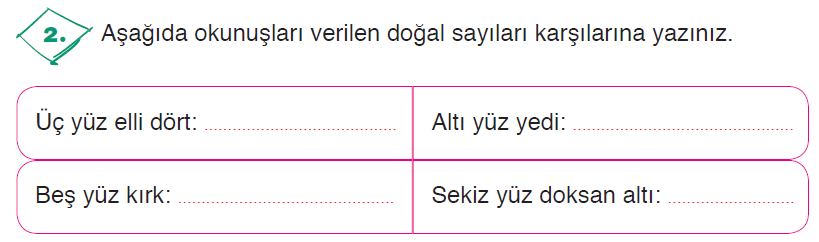 2. Aşağıda okunuşları verilen doğal sayıları karşılarına yazınız.
Üç yüz elli dört: ........................................
Altı yüz yedi: ..............................................
Beş yüz kırk: .............................................
Sekiz yüz doksan altı: ..........................